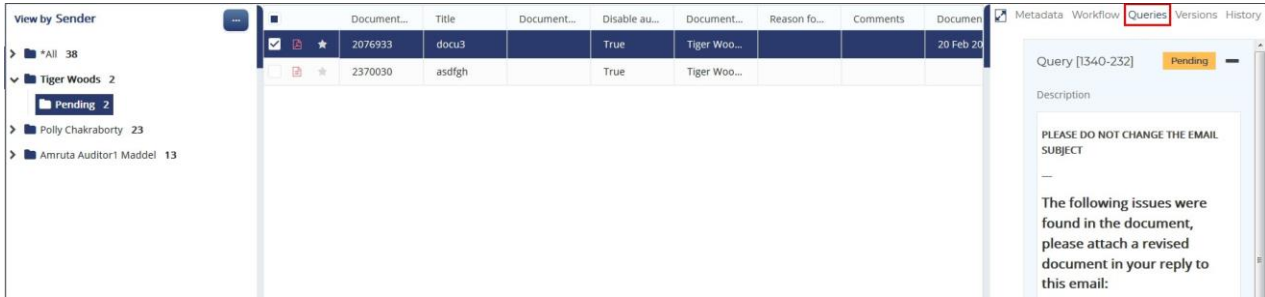 View by Sender
...
*All 38
Tiger Woods 2
Pending 2
Polly Chakraborty 23
Amruta Auditor1 Maddel 13
Document... Title Document... Disable au... Document... Reason fo... Comments Documen
2076933 docu3 True Tiger Woo... 20 Feb 20
2370030 asdfgh True Tiger Woo...
Metadata Workflow Queries Versions History
Query [1340-232] Pending
Description
PLEASE DO NOT CHANGE THE EMAIL
SUBJECT
—
The following issues were
found in the document,
please attach a revised
document in your reply to
this email: